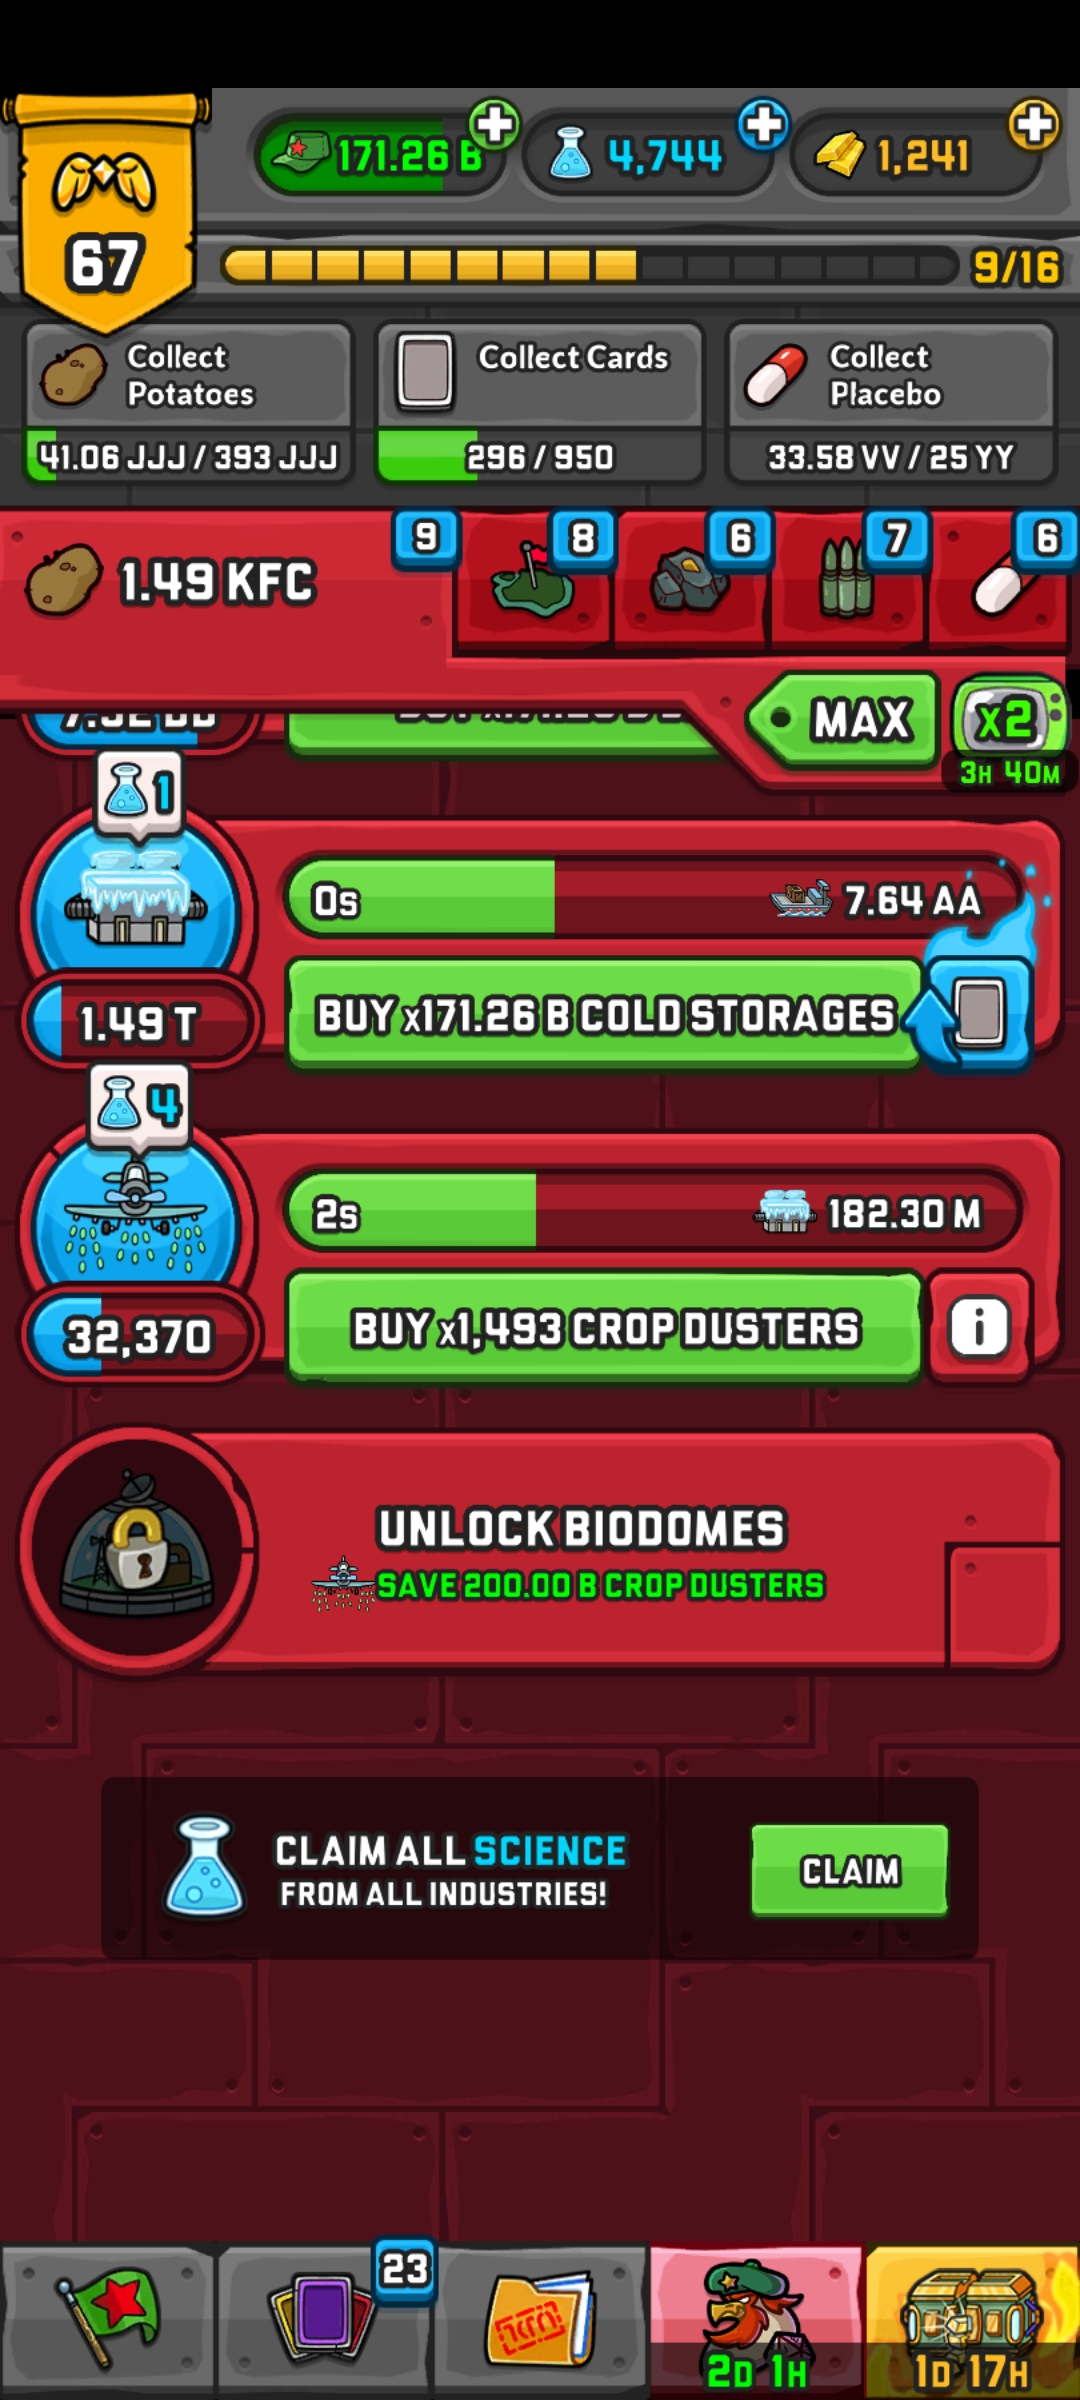 67
171.26 B
4,744
1,241
9/16
Collect
Potatoes
41.06 JJJ / 393 JJJ
Collect Cards
296 / 950
Collect
Placebo
33.58 VV / 25 YY
1.49 KFC
9
8
6
7
6
MAX
x2
3H 40M
1
0s
7.64 AA
1.49 T
BUY x171.26 B COLD STORAGES
4
2s
182.30 M
32,370
BUY x1,493 CROP DUSTERS
i
UNLOCK BIODOMES
SAVE 200.00 B CROP DUSTERS
CLAIM ALL SCIENCE
FROM ALL INDUSTRIES!
CLAIM
23
2D 1H
1D 17H